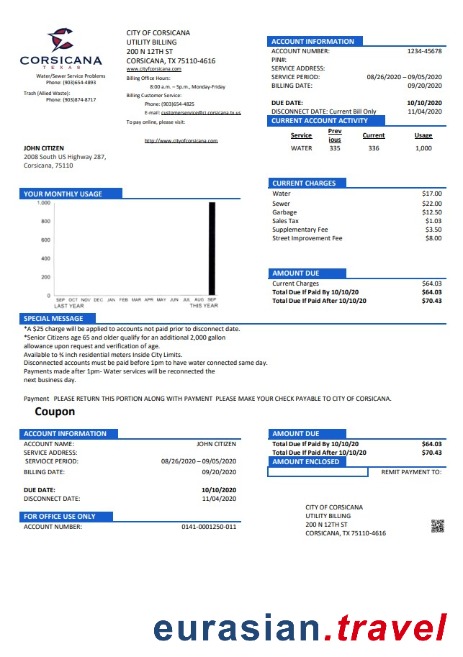 CORSICANA
TEXAS
Water/Sewer Service Problems
Phone: (903)654-4893
Trash (Allied Waste):
Phone: (903)874-8717
CITY OF CORSICANA
UTILITY BILLING
200 N 12TH ST
CORSICANA, TX 75110-4616
www.cityofcorsicana.com
Billing Office Hours:
8:00 a.m. – 5p.m., Monday-Friday
Billing Customer Service:
Phone: (903)654-4825
E-mail: customerservice@ci.corsicana.tx.us
To pay online, please visit:
http://www.cityofcorsicana.com
JOHN CITIZEN
2008 South US Highway 287,
Corsicana, 75110
ACCOUNT INFORMATION
ACCOUNT NUMBER: 1234-45678
PIN#:
SERVICE ADDRESS:
SERVICE PERIOD: 08/26/2020 – 09/05/2020
BILLING DATE: 09/20/2020
DUE DATE: 10/10/2020
DISCONNECT DATE: Current Bill Only 11/04/2020
CURRENT ACCOUNT ACTIVITY
Service Prev ious Current Usage
WATER 335 336 1,000
YOUR MONTHLY USAGE
1,000
800
600
400
200
0
SEP OCT NOV DEC JAN FEB MAR APR MAY JUN JUL AUG SEP
LAST YEAR THIS YEAR
CURRENT CHARGES
Water $17.00
Sewer $22.00
Garbage $12.50
Sales Tax $1.03
Supplementary Fee $3.50
Street Improvement Fee $8.00
AMOUNT DUE
Current Charges $64.03
Total Due If Paid By 10/10/20 $64.03
Total Due If Paid After 10/10/20 $70.43
SPECIAL MESSAGE
*A $25 charge will be applied to accounts not paid prior to disconnect date.
*Senior Citizens age 65 and older qualify for an additional 2,000 gallon
allowance upon request and verification of age.
Available to ¾ inch residential meters Inside City Limits.
Disconnected accounts must be paid before 1pm to have water connected same day.
Payments made after 1pm- Water services will be reconnected the
next business day.
Payment PLEASE RETURN THIS PORTION ALONG WITH PAYMENT PLEASE MAKE YOUR CHECK PAYABLE TO CITY OF CORSICANA.
Coupon
ACCOUNT INFORMATION
ACCOUNT NAME: JOHN CITIZEN
SERVICE ADDRESS:
SERVIOCE PERIOD: 08/26/2020 – 09/05/2020
BILLING DATE: 09/20/2020
DUE DATE: 10/10/2020
DISCONNECT DATE: 11/04/2020
FOR OFFICE USE ONLY
ACCOUNT NUMBER: 0141-0001250-011
AMOUNT DUE
Total Due If Paid By 10/10/20 $64.03
Total Due If Paid After 10/10/20 $70.43
AMOUNT ENCLOSED
REMIT PAYMENT TO:
CITY OF CORSICANA
UTILITY BILLING
200 N 12TH ST
CORSICANA, TX 75110-4616
eurasian.travel